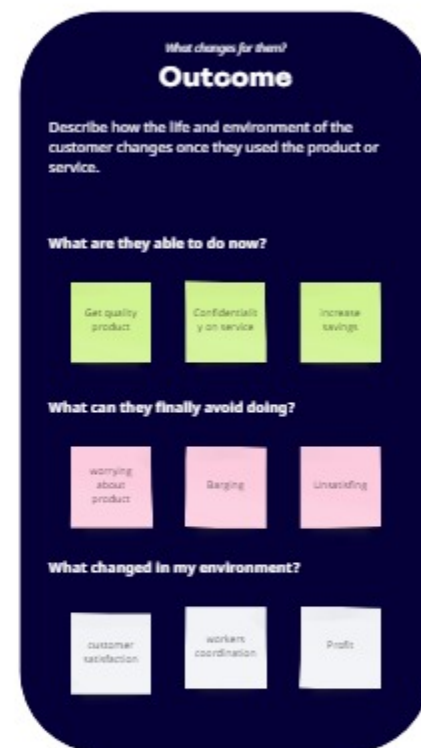 What changes for them?
Outcome
Describe how the life and environment of the
customer changes once they used the product or
service.
What are they able to do now?
Get quality
product
Confidentialit
y on service
increase
savings
What can they finally avoid doing?
worrying
about
product
Barging
Unsatisfing
What changed in my environment?
customer
satisfaction
workers
coordination
Profit